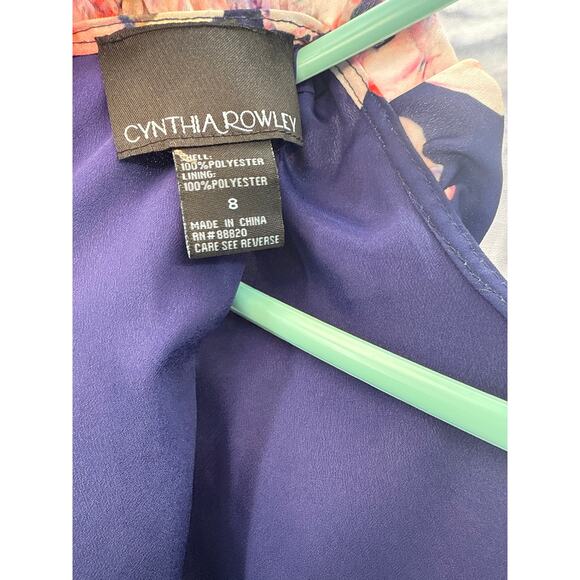 CYNTHIA ROWLEY
SHELL:
100%POLYESTER
LINING:
100%POLYESTER
8
MADE IN CHINA
RN#88820
CARE SEE REVERSE